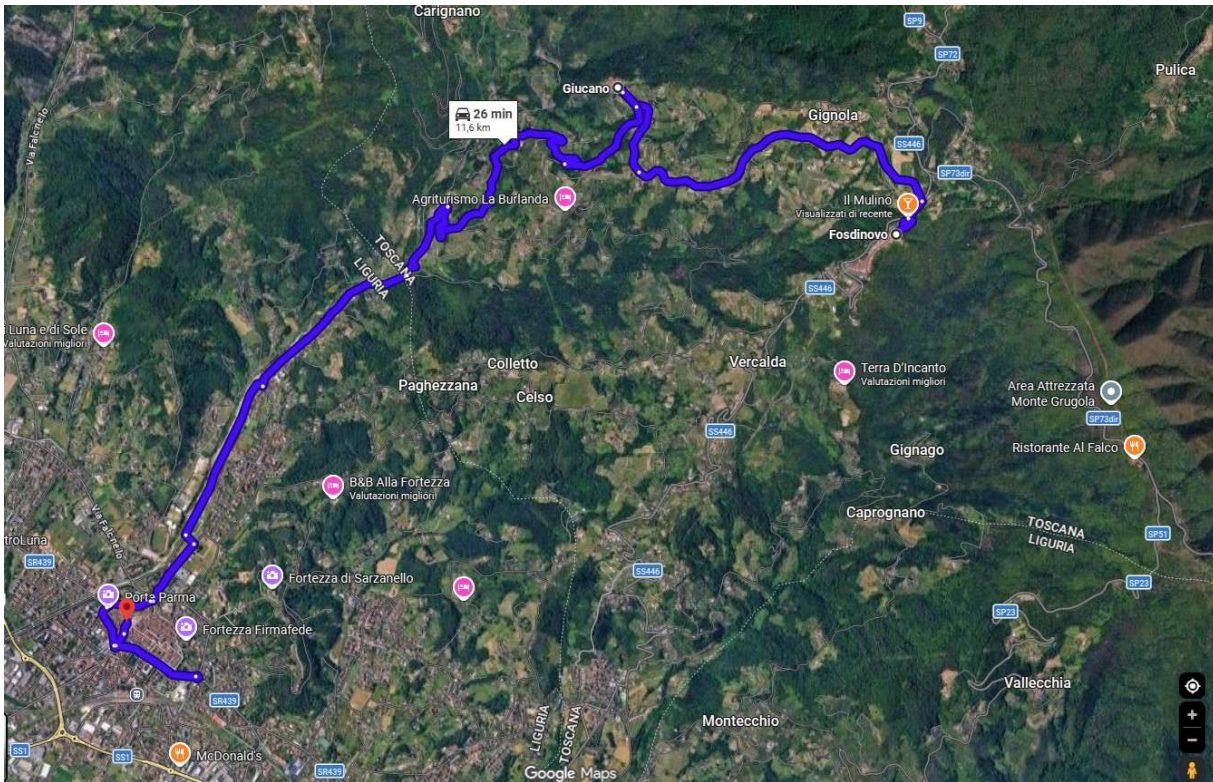 Carignano
SP9
SP72
Pulica
Via Falcinello
Giucano
26 min
11,6 km
Gignola
SS446
SP73dir
Agriturismo La Burlanda
Il Mulino
Visualizzati di recente
Fosdinovo
TOSCANA
LIGURIA
SS446
i Luna e di Sole
Valutazioni migliori
Colletto
Paghezzana
Celso
Vercalda
Terra D'Incanto
Valutazioni migliori
Area Attrezzata
Monte Grugola
SP73dir
SS446
Gignago
Ristorante Al Falco
B&B Alla Fortezza
Valutazioni migliori
Caprognano
TOSCANA
LIGURIA
Via Falcinello
troLuna
SR439
SP51
SS446
Fortezza di Sarzanello
SP23
Porta Parma
SP23
Fortezza Firmafede
SR439
Vallecchia
LIGURIA
TOSCANA
Montecchio
SS1
SS1
McDonald's
SR439
Google Maps